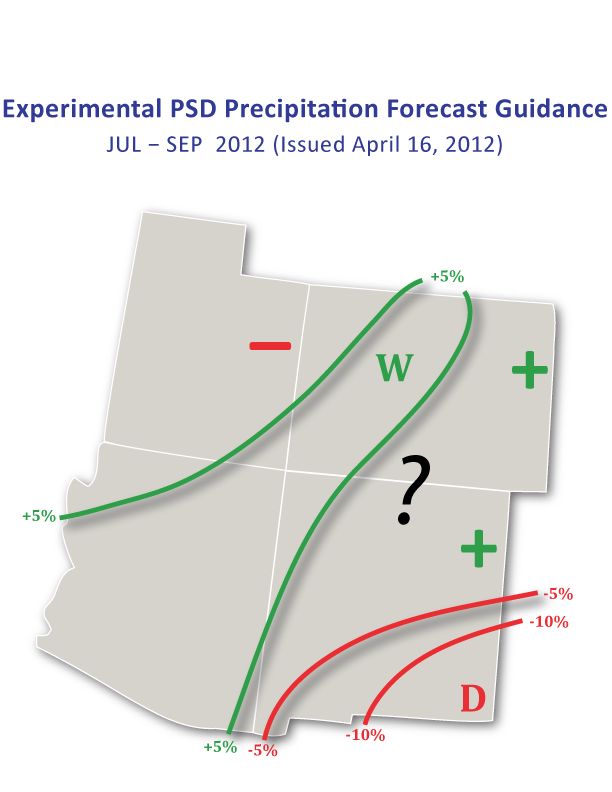 Experimental PSD Precipitation Forecast Guidance
JUL – SEP 2012 (Issued April 16, 2012)
+5%
W
+5%
?
-5%
-10%
D
+5%
-5%
-10%